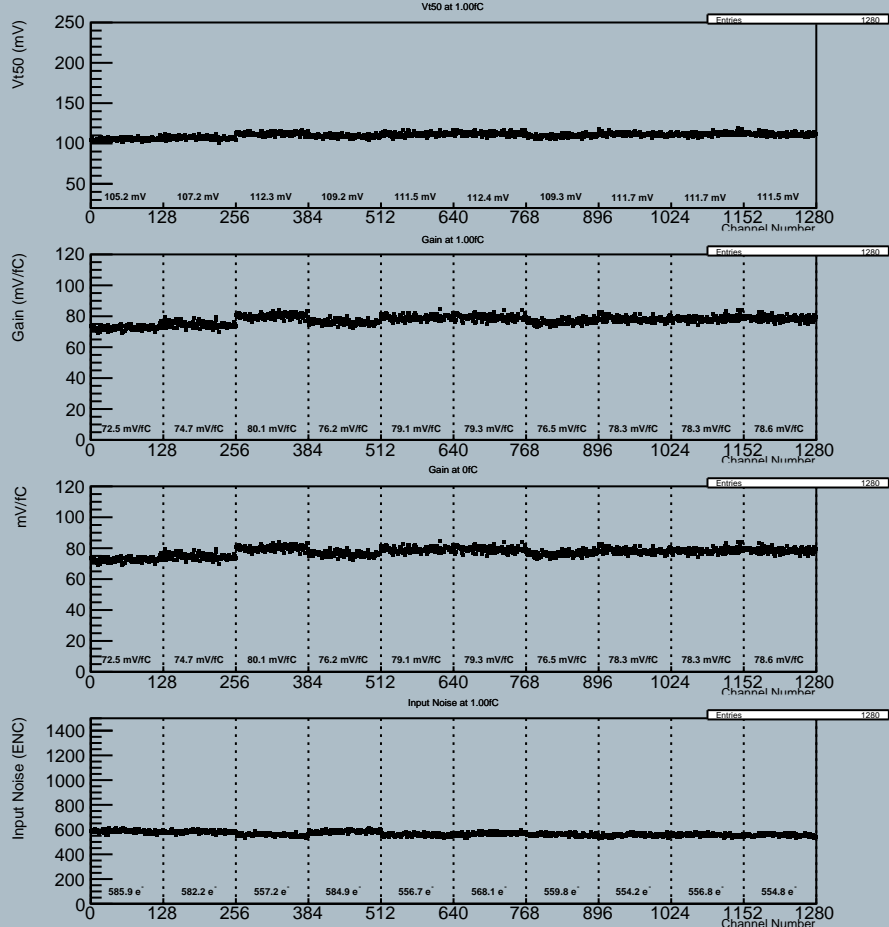 Vt50 at 1.00fC
Entries 1280
Vt50 (mV)
250
200
150
100
50
105.2 mV 107.2 mV 112.3 mV 109.2 mV 111.5 mV 112.4 mV 109.3 mV 111.7 mV 111.7 mV 111.5 mV
0 128 256 384 512 640 768 896 1024 1152 1280
Channel Number
Gain at 1.00fC
Entries 1280
Gain (mV/fC)
120
100
80
60
40
20
0
72.5 mV/fC 74.7 mV/fC 80.1 mV/fC 76.2 mV/fC 79.1 mV/fC 79.3 mV/fC 76.5 mV/fC 78.3 mV/fC 78.3 mV/fC 78.6 mV/fC
0 128 256 384 512 640 768 896 1024 1152 1280
Channel Number
Gain at 0fC
Entries 1280
mV/fC
120
100
80
60
40
20
0
72.5 mV/fC 74.7 mV/fC 80.1 mV/fC 76.2 mV/fC 79.1 mV/fC 79.3 mV/fC 76.5 mV/fC 78.3 mV/fC 78.3 mV/fC 78.6 mV/fC
0 128 256 384 512 640 768 896 1024 1152 1280
Channel Number
Input Noise at 1.00fC
Entries 1280
Input Noise (ENC)
1400
1200
1000
800
600
400
200
0
585.9 e⁻ 582.2 e⁻ 557.2 e⁻ 584.9 e⁻ 556.7 e⁻ 568.1 e⁻ 559.8 e⁻ 554.2 e⁻ 556.8 e⁻ 554.8 e⁻
0 128 256 384 512 640 768 896 1024 1152 1280
Channel Number